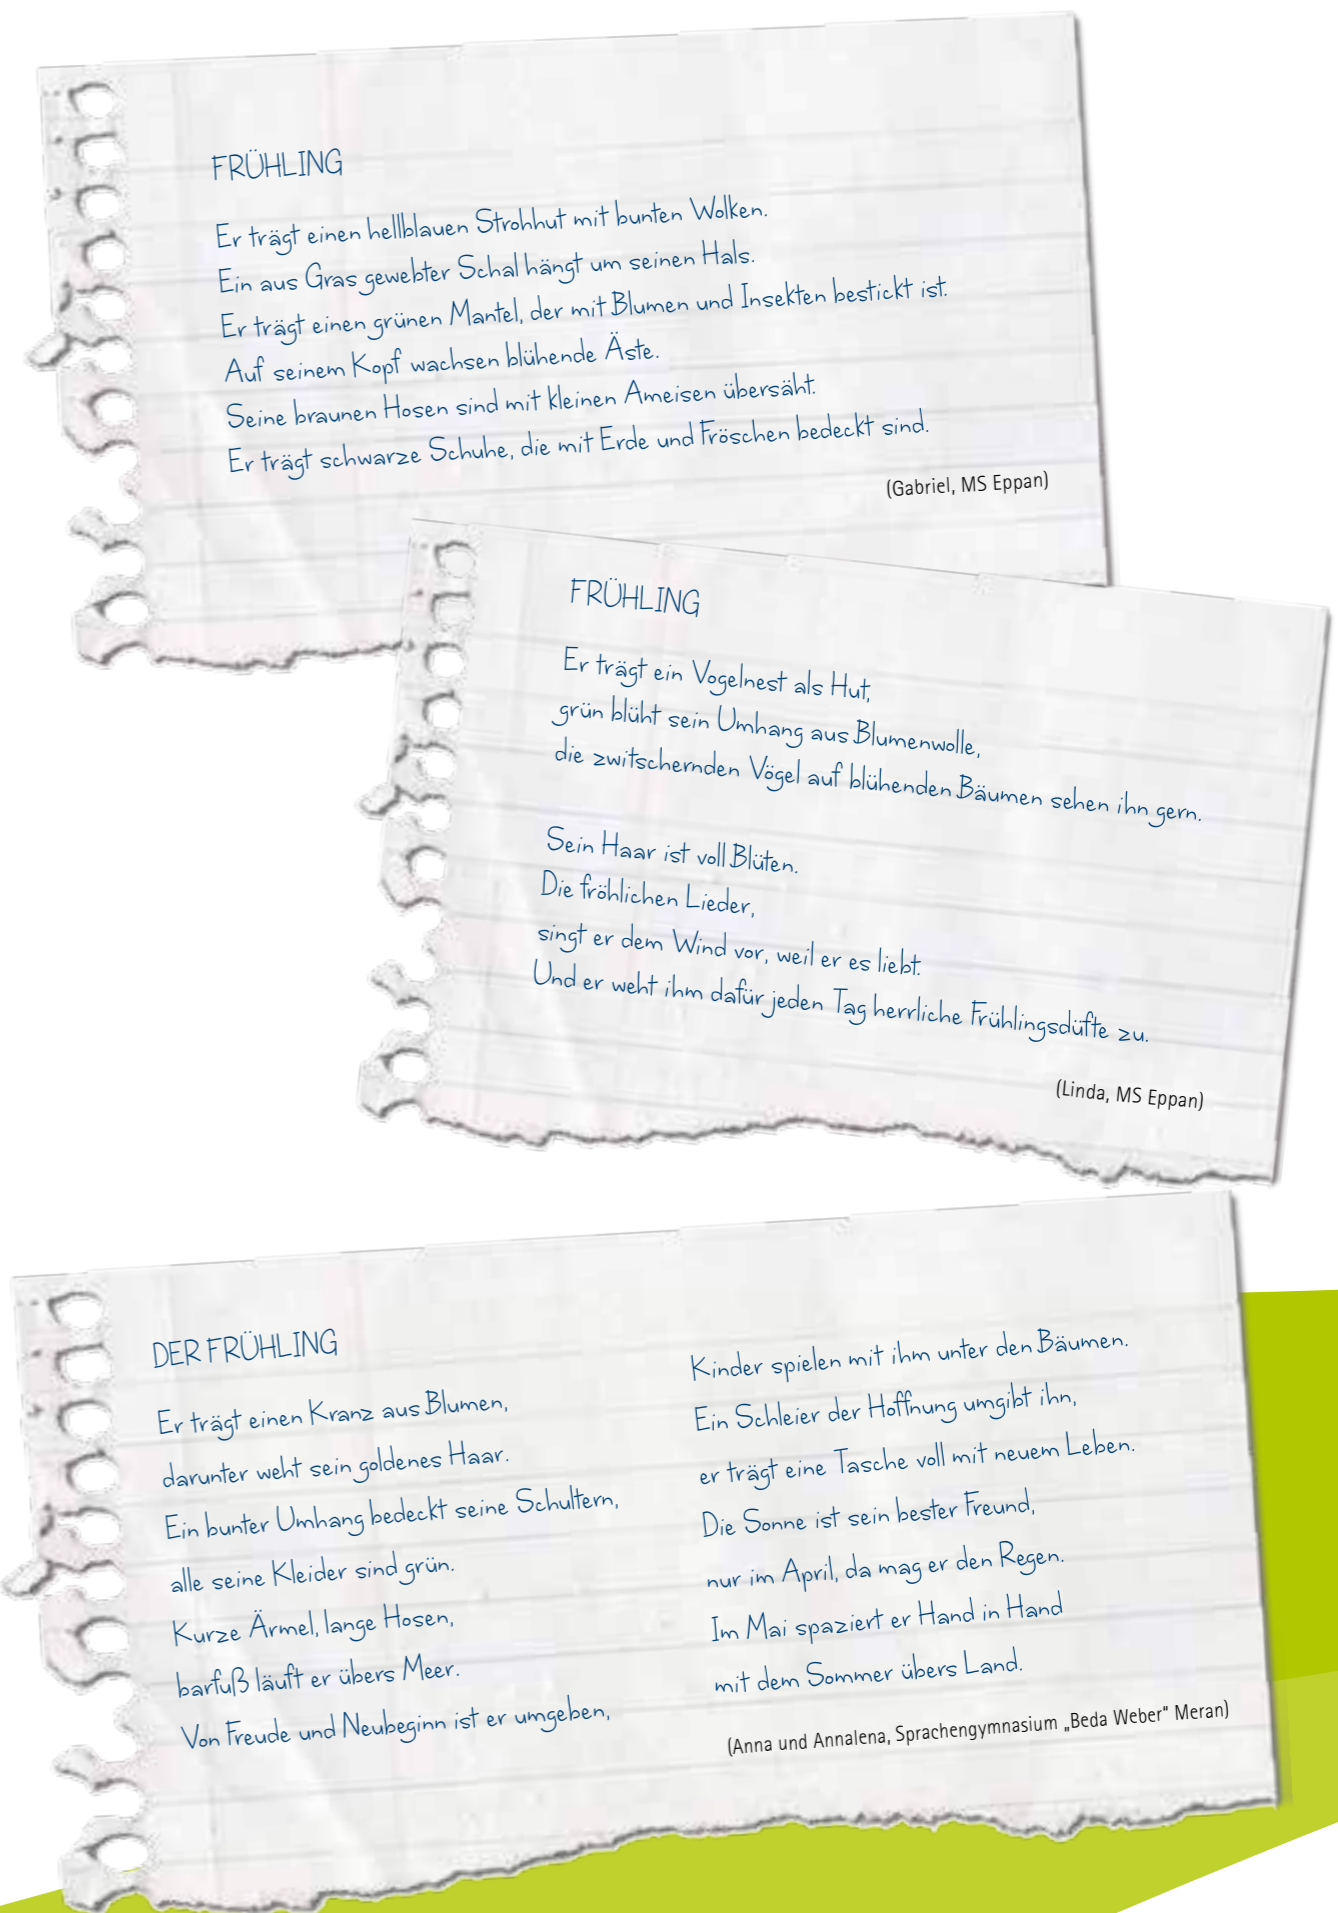 FRÜHLING
Er trägt einen hellblauen Strohhut mit bunten Wolken.
Ein aus Gras gewebter Schal hängt um seinen Hals.
Er trägt einen grünen Mantel, der mit Blumen und Insekten bestickt ist.
Auf seinem Kopf wachsen blühende Äste.
Seine braunen Hosen sind mit kleinen Ameisen übersäht.
Er trägt schwarze Schuhe, die mit Erde und Fröschen bedeckt sind.
(Gabriel, MS Eppan)
FRÜHLING
Er trägt ein Vogelnest als Hut,
grün blüht sein Umhang aus Blumenwolle,
die zwitschernden Vögel auf blühenden Bäumen sehen ihn gern.
Sein Haar ist voll Blüten.
Die fröhlichen Lieder,
singt er dem Wind vor, weil er es liebt.
Und er weht ihm dafür jeden Tag herrliche Frühlingsdüfte zu.
(Linda, MS Eppan)
DER FRÜHLING
Er trägt einen Kranz aus Blumen,
darunter weht sein goldenes Haar.
Ein bunter Umhang bedeckt seine Schultern,
alle seine Kleider sind grün.
Kurze Ärmel, lange Hosen,
barfuß läuft er übers Meer.
Von Freude und Neubeginn ist er umgeben,
Kinder spielen mit ihm unter den Bäumen.
Ein Schleier der Hoffnung umgibt ihn,
er trägt eine Tasche voll mit neuem Leben.
Die Sonne ist sein bester Freund,
nur im April, da mag er den Regen.
Im Mai spaziert er Hand in Hand
mit dem Sommer übers Land.
(Anna und Annalena, Sprachengymnasium „Beda Weber" Meran)